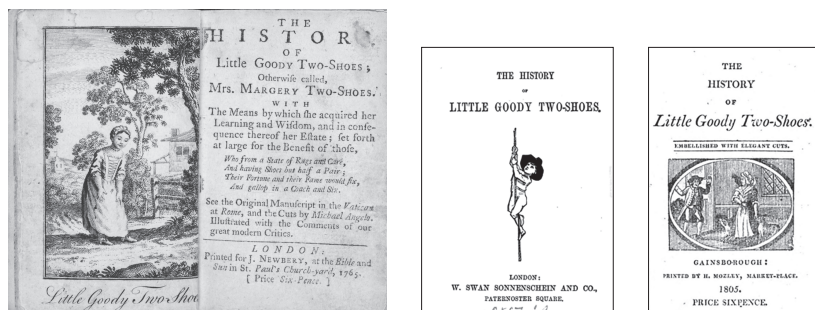 Little Goody Two-Shoe
THE
HISTOR
OF
Little GOODY TWO-SHOES;
Otherwise called,
Mrs. MARGERY TWO-SHOES.
WITH
The Means by which she acquired her
Learning and Wisdom, and in conse-
quence thereof her Estate; set forth
at large for the Benefit of those,
Who from a State of Rags and Care,
And having Shoes but half a Pair;
Their Fortune and their Fame would fix,
And gallop in a Coach and Six.
See the Original Manuscript in the Vatican
at Rome, and the Cuts by Michael Angelo.
Illustrated with the Comments of our
great modern Critics.
LONDON:
Printed for J. NEWBERY, at the Bible and
Sun in St. Paul's Church-yard, 1765.
[ Price Six-Pence. ]
THE HISTORY
OF
LITTLE GOODY TWO-SHOES.
LONDON:
W. SWAN SONNENSCHEIN AND CO.,
PATERNOSTER SQUARE.
THE
HISTORY
OF
Little Goody Two-Shoes.
EMBELLISHED WITH ELEGANT CUTS.
GAINSBOROUGH:
PRINTED BY H. MOZLEY, MARKET-PLACE.
1805.
PRICE SIXPENCE.